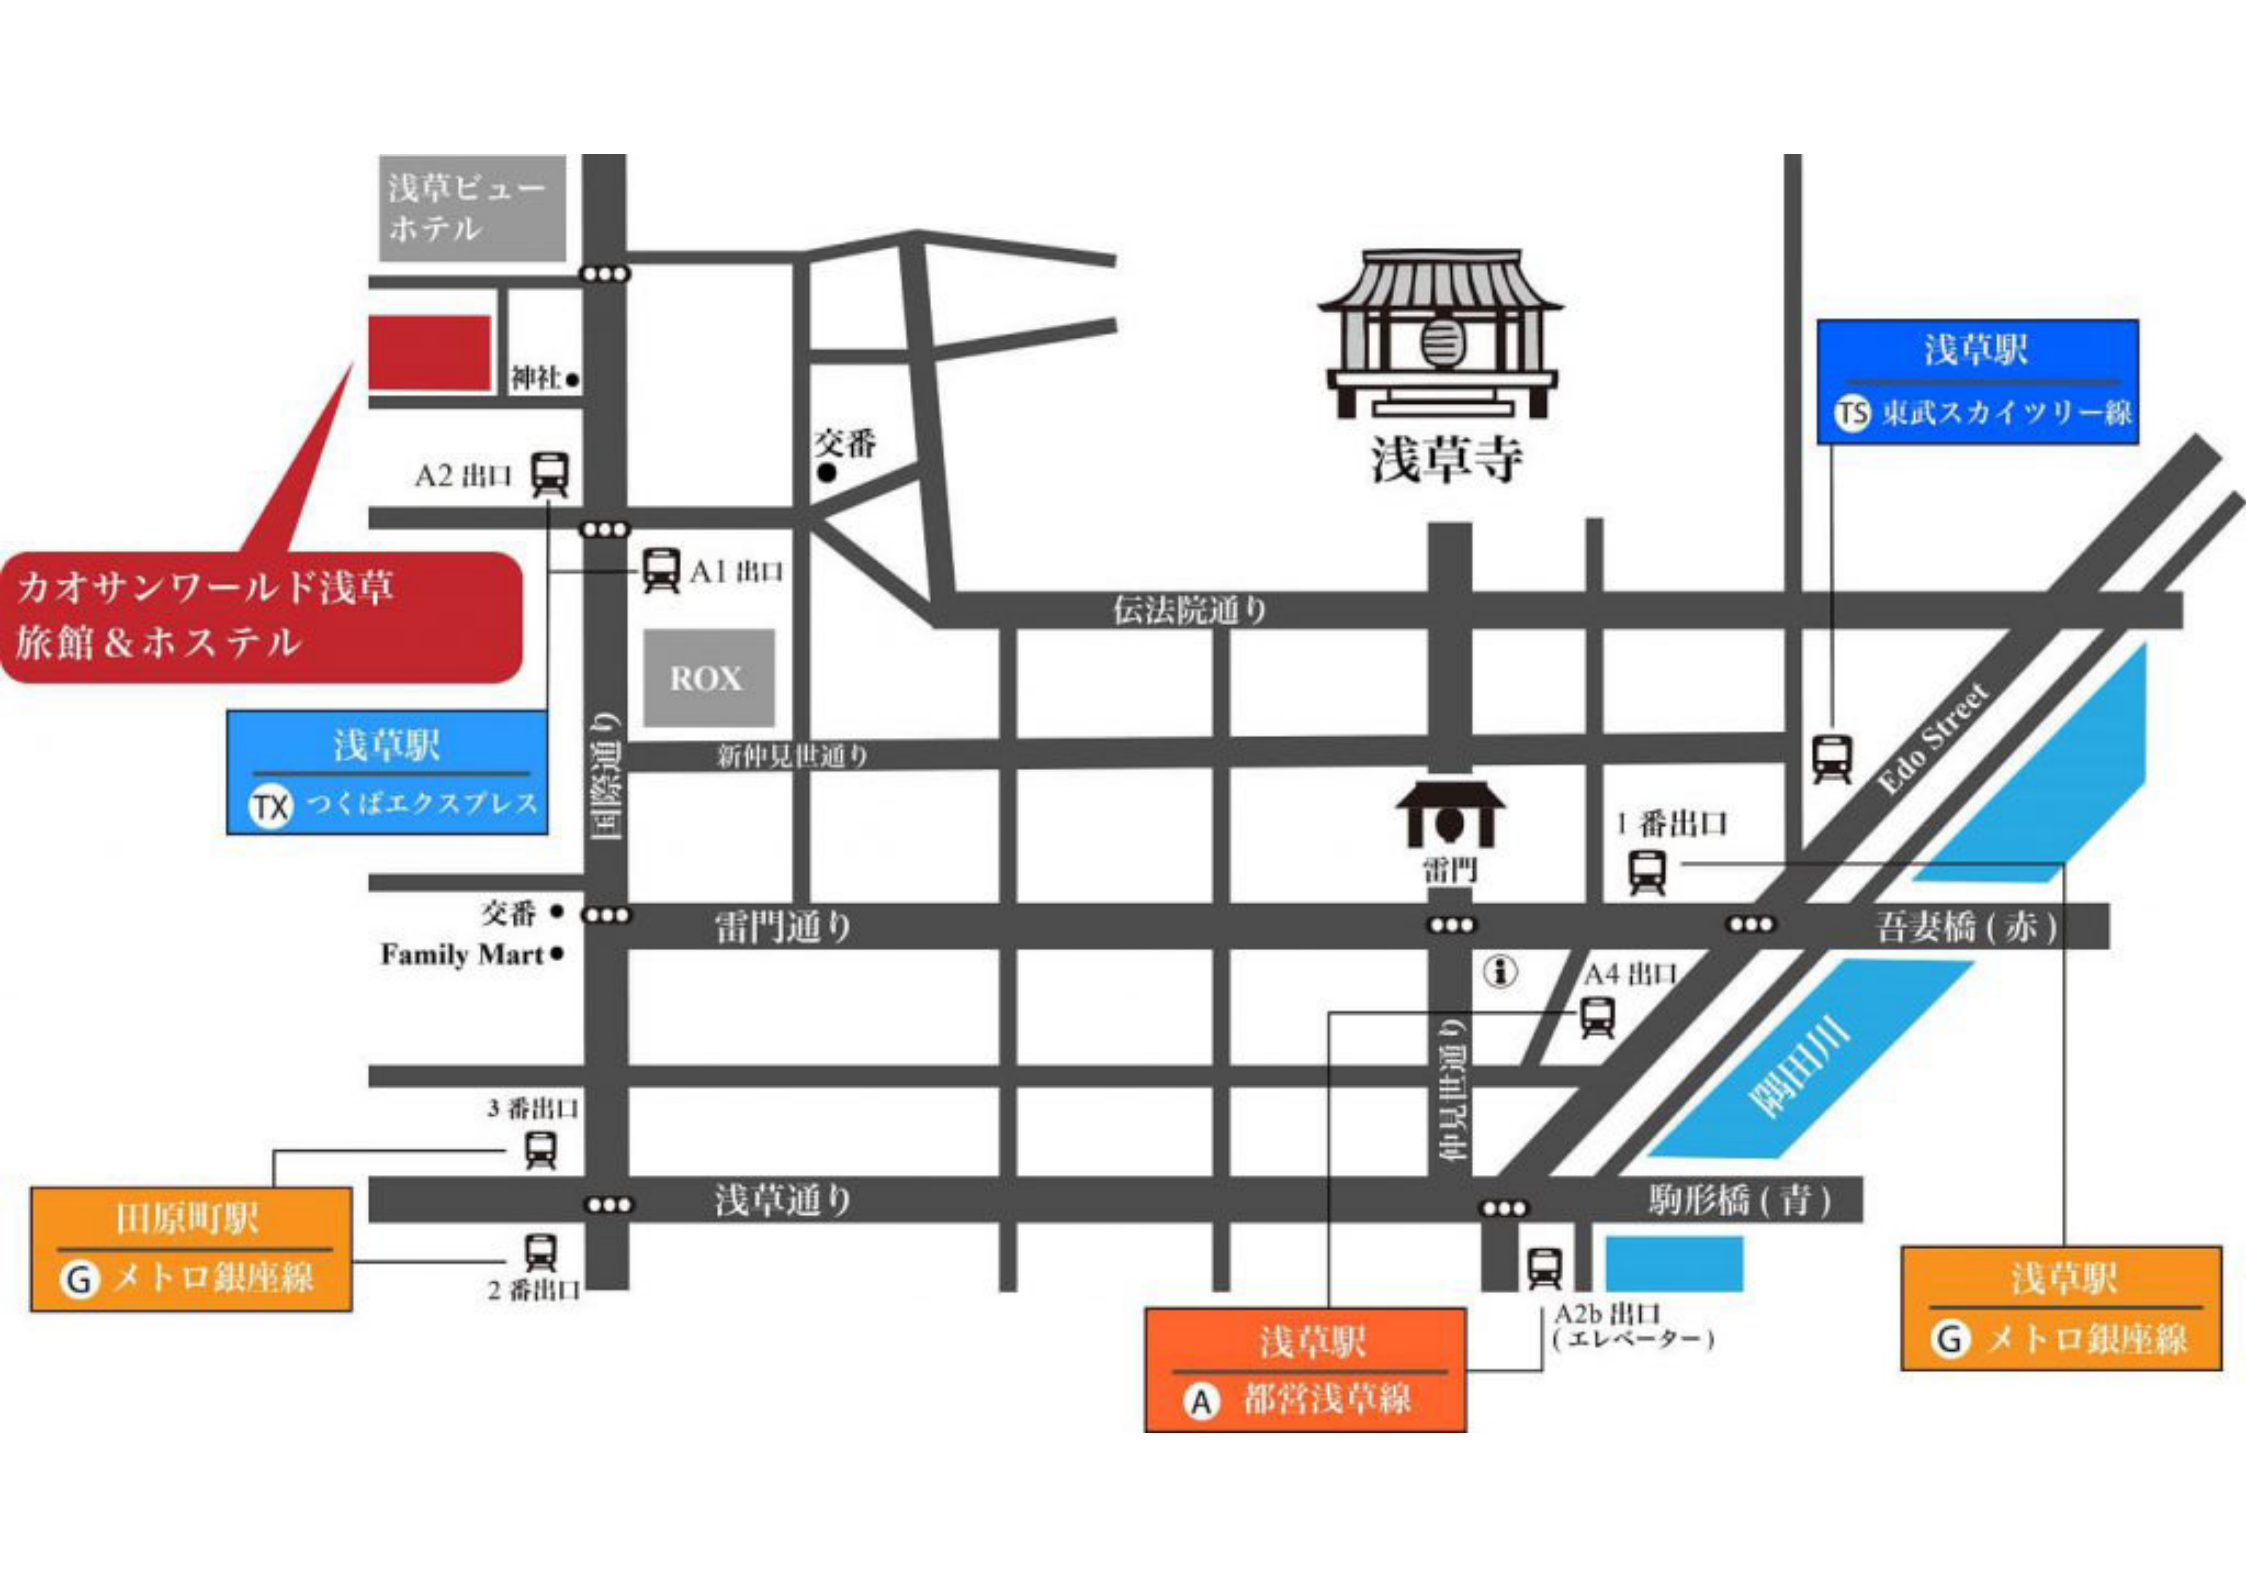 浅草ビュー
ホテル
神社
交番
浅草寺
浅草駅
TS 東武スカイツリー線
A2 出口
A1 出口
カオサンワールド浅草
旅館＆ホステル
伝法院通り
ROX
浅草駅
TX つくばエクスプレス
国際通り
新仲見世通り
Edo Street
1 番出口
雷門
交番
Family Mart
雷門通り
吾妻橋 ( 赤 )
i
A4 出口
仲見世通り
隅田川
3 番出口
田原町駅
G メトロ銀座線
2 番出口
浅草通り
駒形橋 ( 青 )
A2b 出口
( エレベーター )
浅草駅
A 都営浅草線
浅草駅
G メトロ銀座線